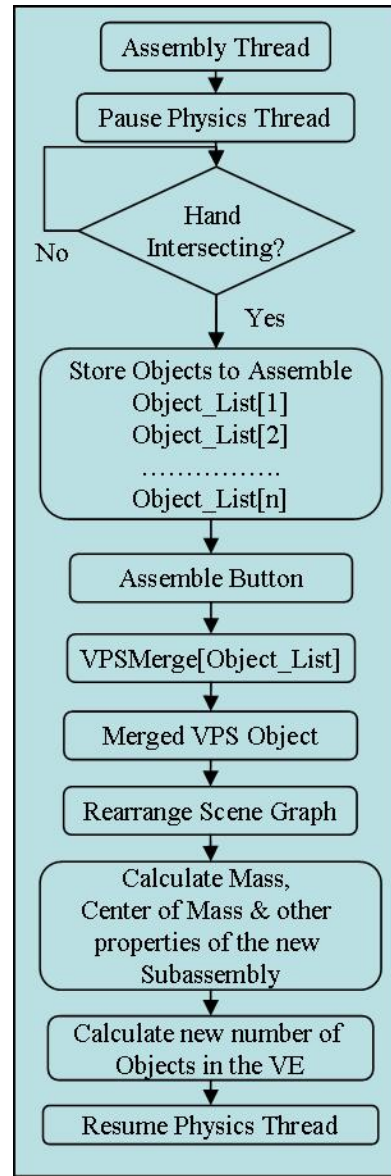 Assembly Thread
Pause Physics Thread
Hand
Intersecting?
No
Yes
Store Objects to Assemble
Object_List[1]
Object_List[2]
................
Object_List[n]
Assemble Button
VPSMerge[Object_List]
Merged VPS Object
Rearrange Scene Graph
Calculate Mass,
Center of Mass & other
properties of the new
Subassembly
Calculate new number of
Objects in the VE
Resume Physics Thread